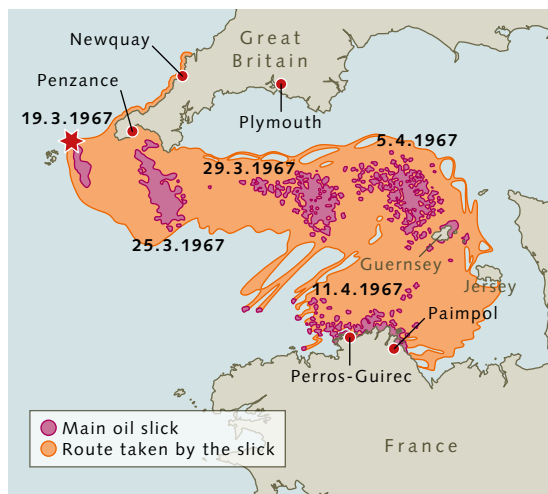 Newquay
Great
Britain
Penzance
19.3.1967
Plymouth
5.4.1967
29.3.1967
25.3.1967
Guernsey
Jersey
11.4.1967
Paimpol
Perros-Guirec
Main oil slick
Route taken by the slick
France